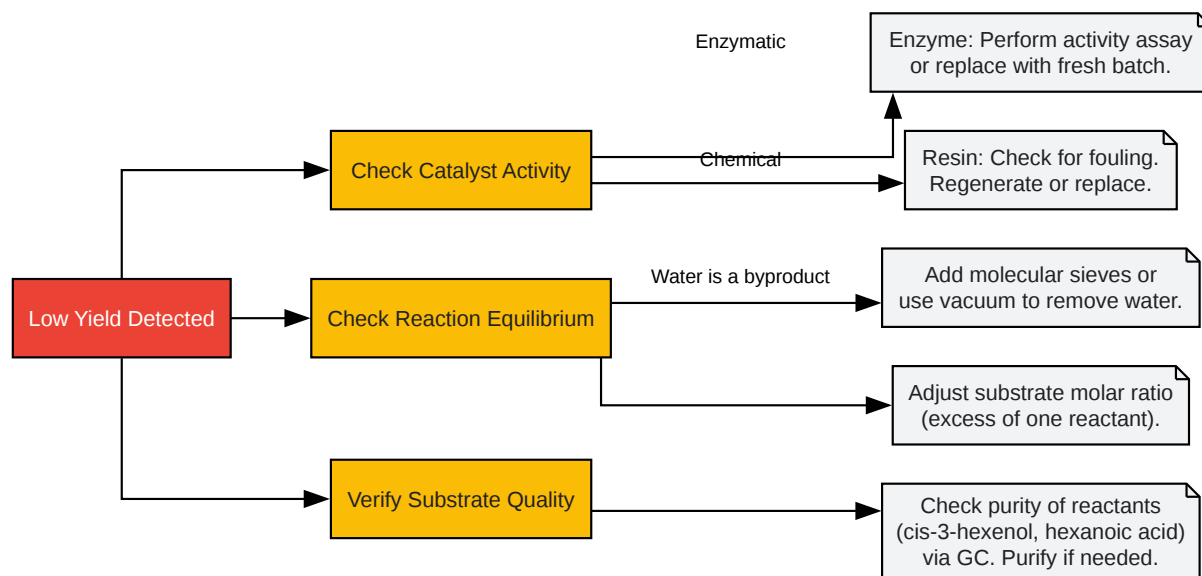 Enzymatic
Enzyme: Perform activity assay
or replace with fresh batch.
Check Catalyst Activity
Chemical
Resin: Check for fouling.
Regenerate or replace.
Low Yield Detected
Check Reaction Equilibrium
Water is a byproduct
Add molecular sieves or
use vacuum to remove water.
Adjust substrate molar ratio
(excess of one reactant).
Verify Substrate Quality
Check purity of reactants
(cis-3-hexenol, hexanoic acid)
via GC. Purify if needed.